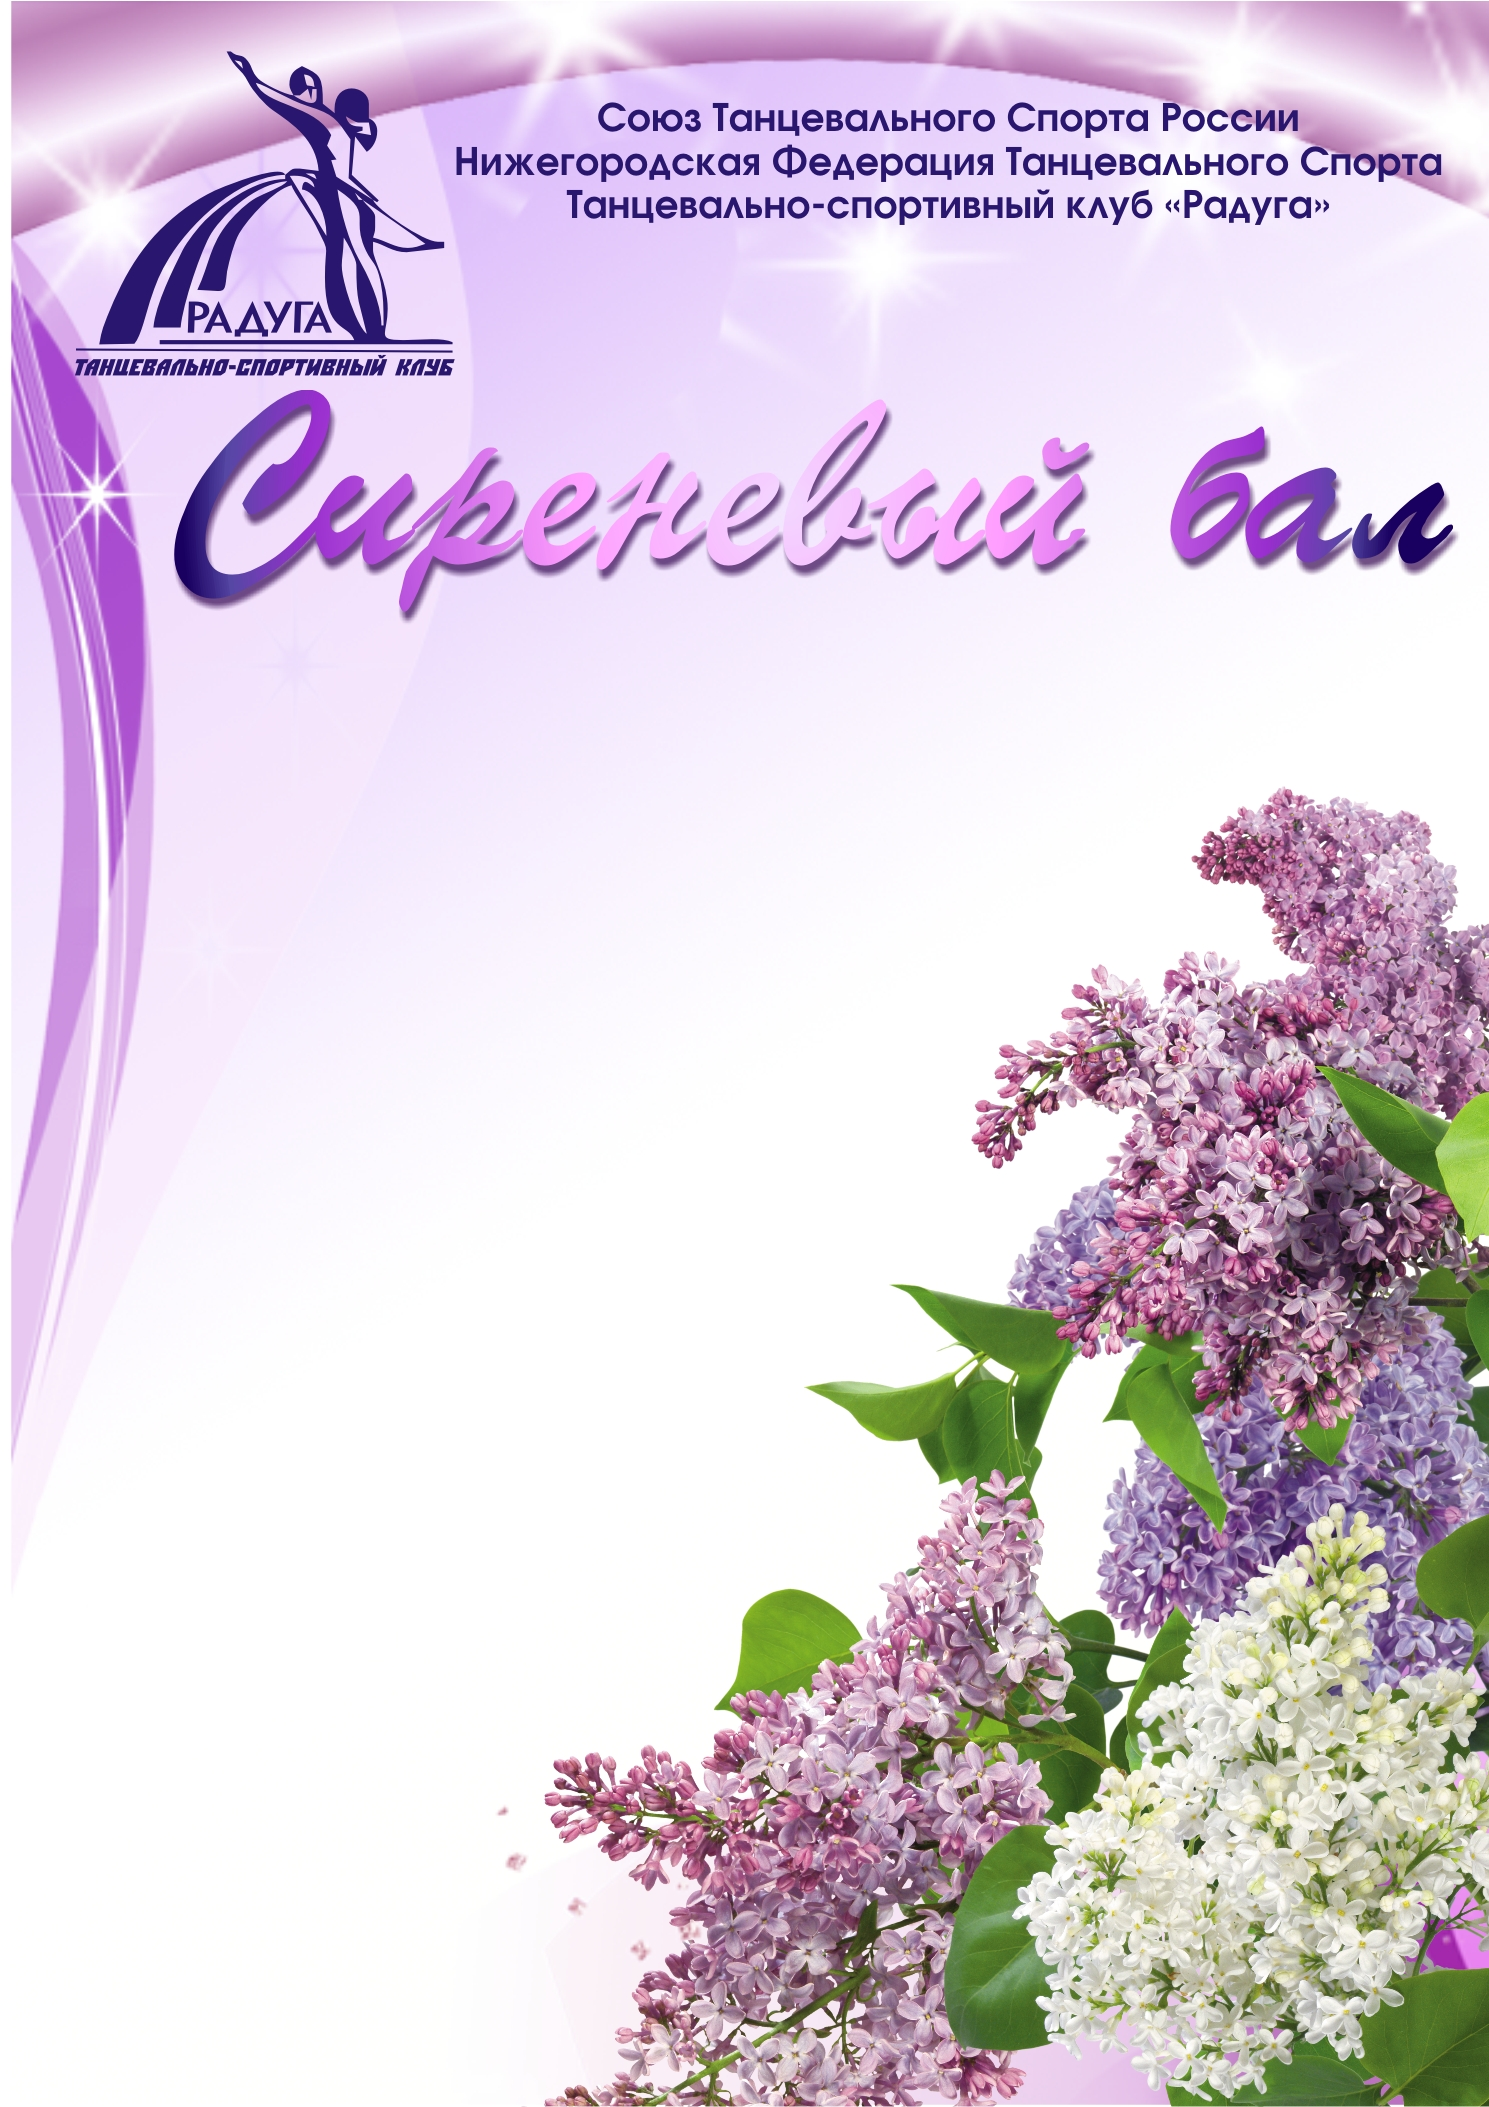 Союз Танцевального Спорта России
Нижегородская Федерация Танцевального Спорта
Танцевально-спортивный клуб «Радуга»
РАДУГА
ТАНЦЕВАЛЬНО-СПОРТИВНЫЙ КЛУБ
Сиреневый бал